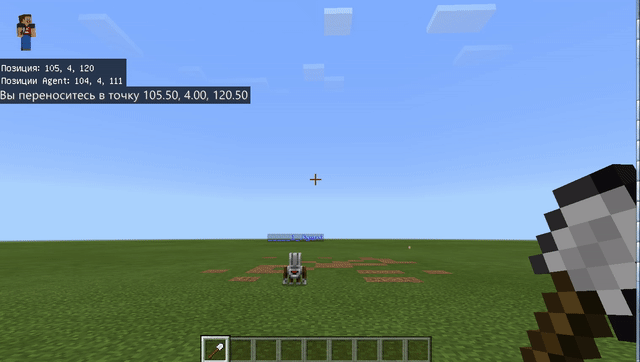 Позиция: 105, 4, 120
Позиции Agent: 104, 4, 111
Вы переноситесь в точку 105.50, 4.00, 120.50